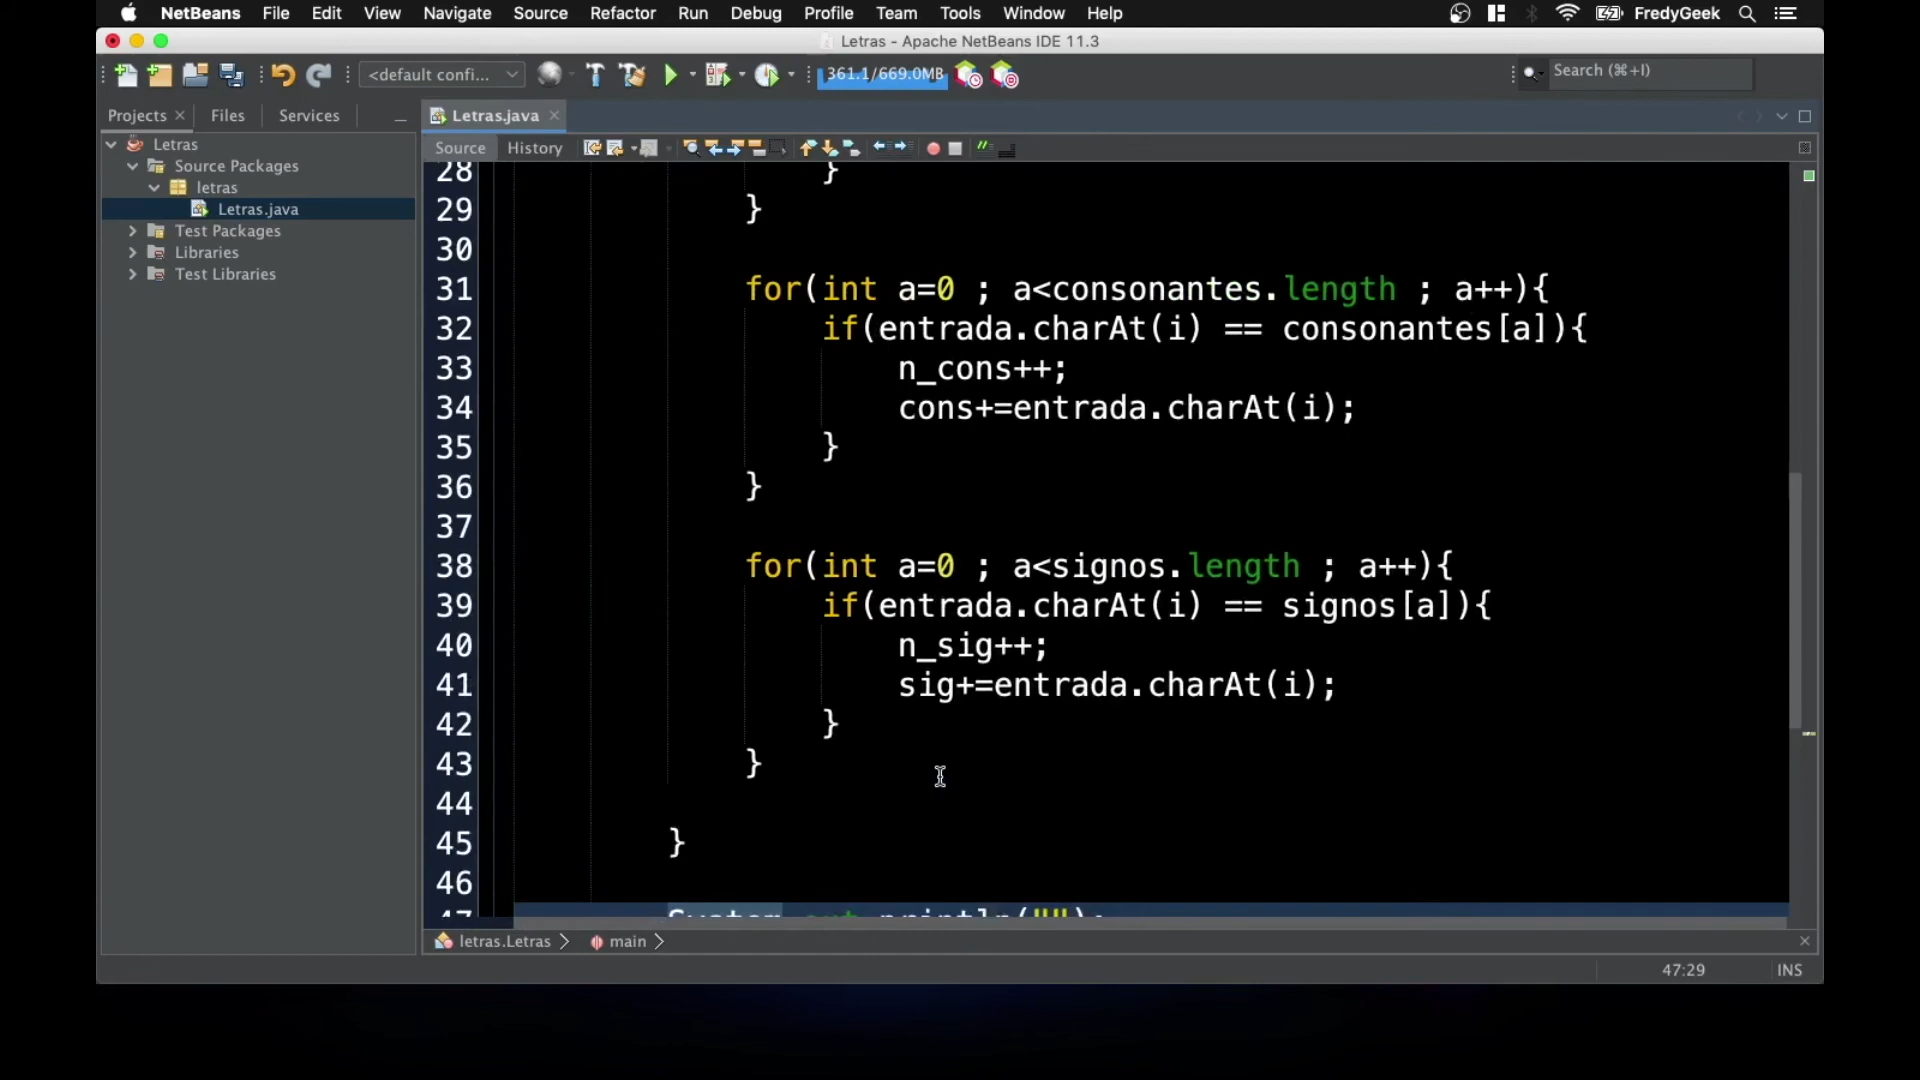 NetBeans File Edit View Navigate Source Refactor Run Debug Profile Team Tools Window Help FredyGeek
Letras - Apache NetBeans IDE 11.3
<default confi... 361.1/669.0MB Search (⌘+I)
Projects Files Services Letras.java
Source History
Letras
Source Packages
letras
Letras.java
Test Packages
Libraries
Test Libraries
28 }
29 }
30
31 for(int a=0 ; a<consonantes.length ; a++){
32 if(entrada.charAt(i) == consonantes[a]){
33 n_cons++;
34 cons+=entrada.charAt(i);
35 }
36 }
37
38 for(int a=0 ; a<signos.length ; a++){
39 if(entrada.charAt(i) == signos[a]){
40 n_sig++;
41 sig+=entrada.charAt(i);
42 }
43 }
44
45 }
46
47 System.out.println("");
letras.Letras main
47:29 INS